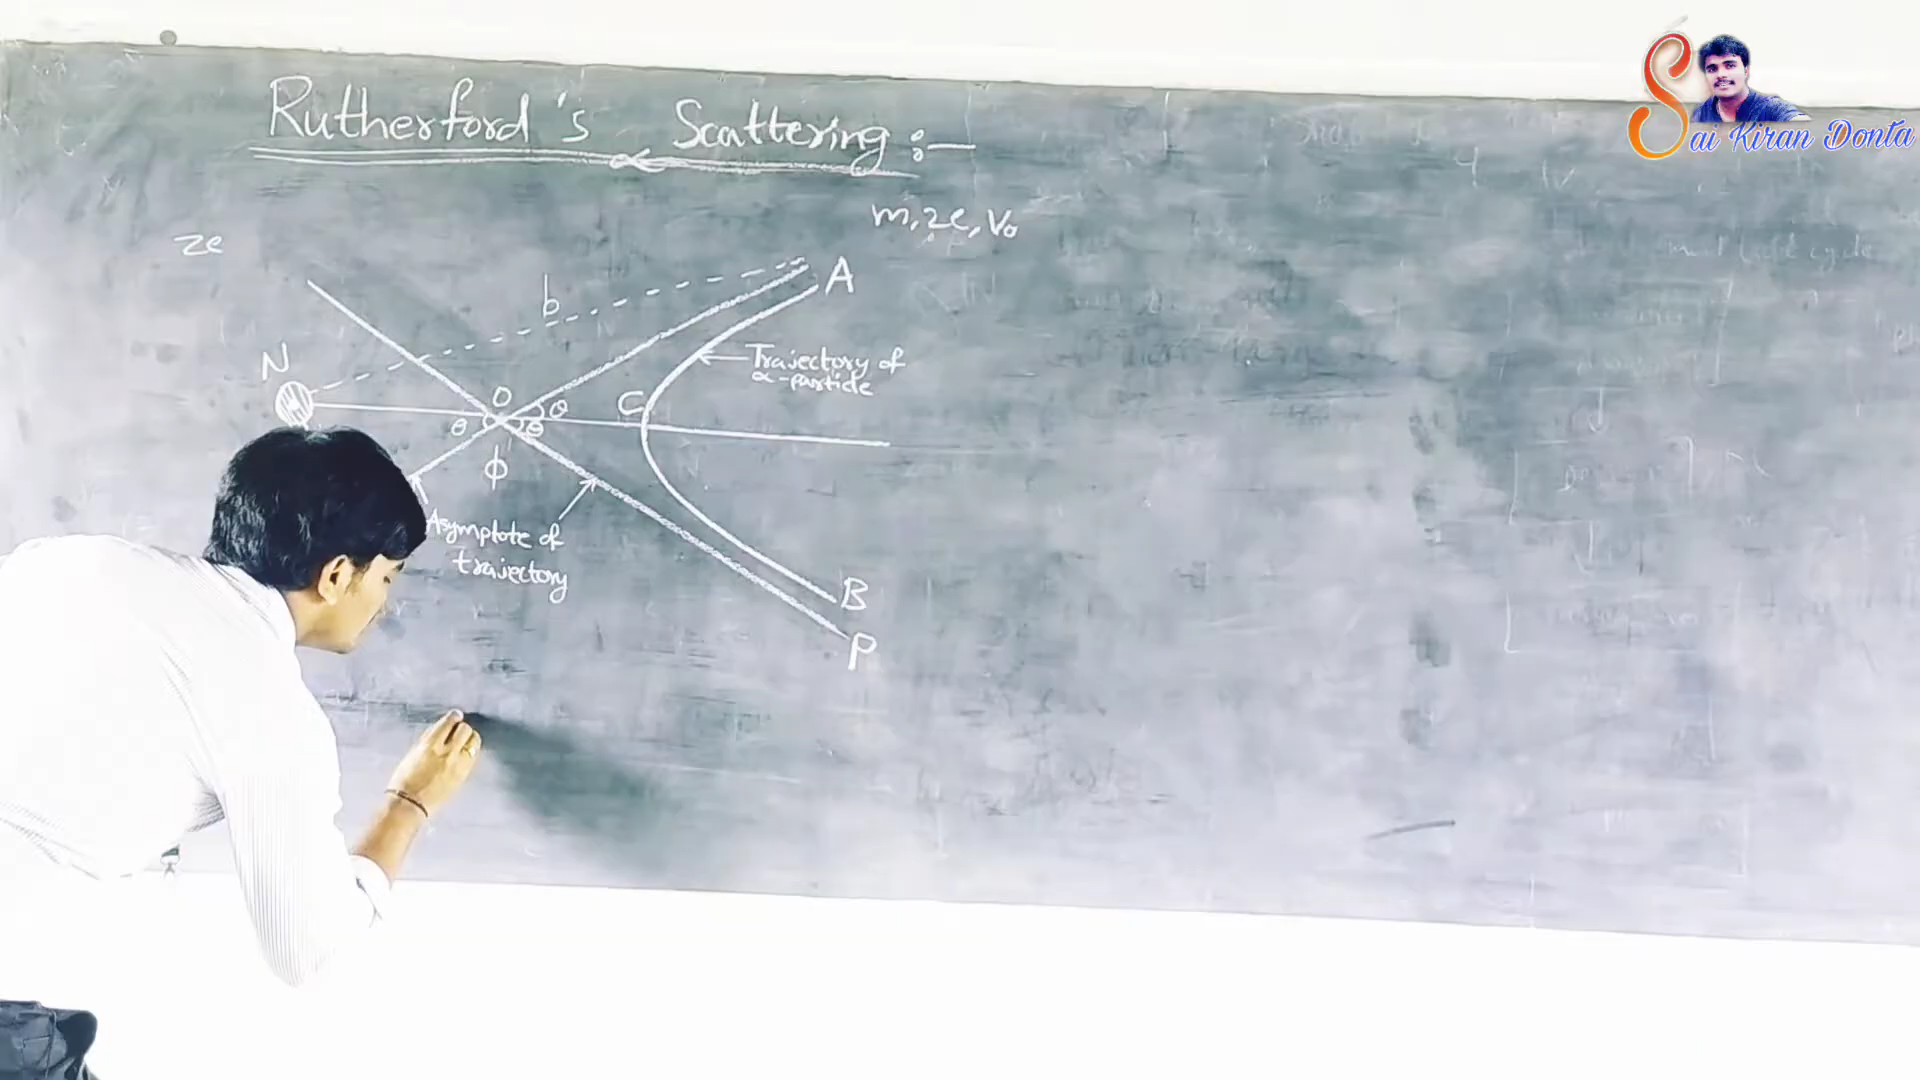 Rutherford's Scattering :-
Sai Kiran Donta
m, ze, V₀
ze
A
b
N
Trajectory of
α-particle
O
θ
C
θ
θ
ϕ
Asymptote of
trajectory
B
P